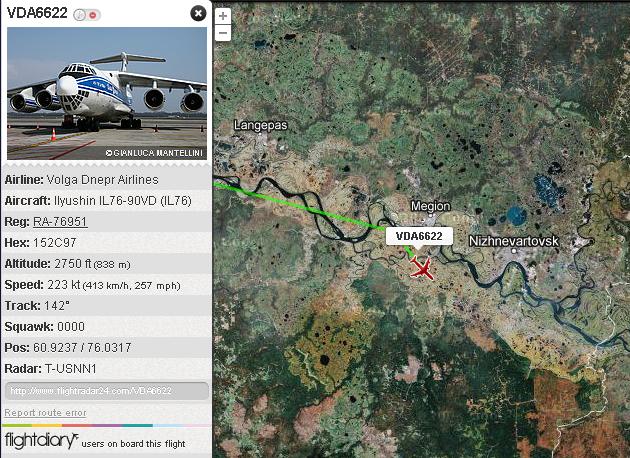 VDA6622
© GIANLUCA MANTELLINI
Airline: Volga Dnepr Airlines
Aircraft: Ilyushin IL76-90VD (IL76)
Reg: RA-76951
Hex: 152C97
Altitude: 2750 ft (838 m)
Speed: 223 kt (413 km/h, 257 mph)
Track: 142°
Squawk: 0000
Pos: 60.9237 / 76.0317
Radar: T-USNN1
http://www.flightradar24.com/VDA6622
Report route error
flightdiary users on board this flight
+
−
Langepas
Megion
VDA6622
Nizhnevartovsk